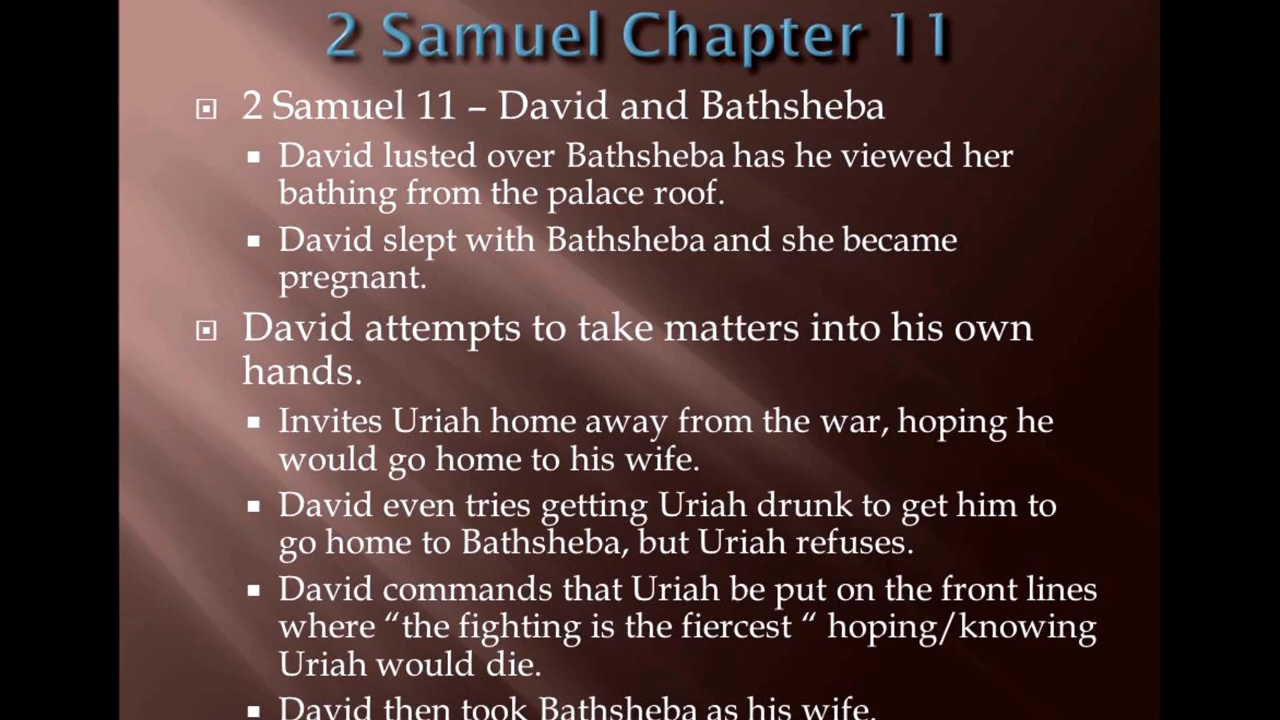 2 Samuel Chapter 11
2 Samuel 11 – David and Bathsheba
David lusted over Bathsheba has he viewed her
bathing from the palace roof.
David slept with Bathsheba and she became
pregnant.
David attempts to take matters into his own
hands.
Invites Uriah home away from the war, hoping he
would go home to his wife.
David even tries getting Uriah drunk to get him to
go home to Bathsheba, but Uriah refuses.
David commands that Uriah be put on the front lines
where “the fighting is the fiercest “ hoping/knowing
Uriah would die.
David then took Bathsheba as his wife.